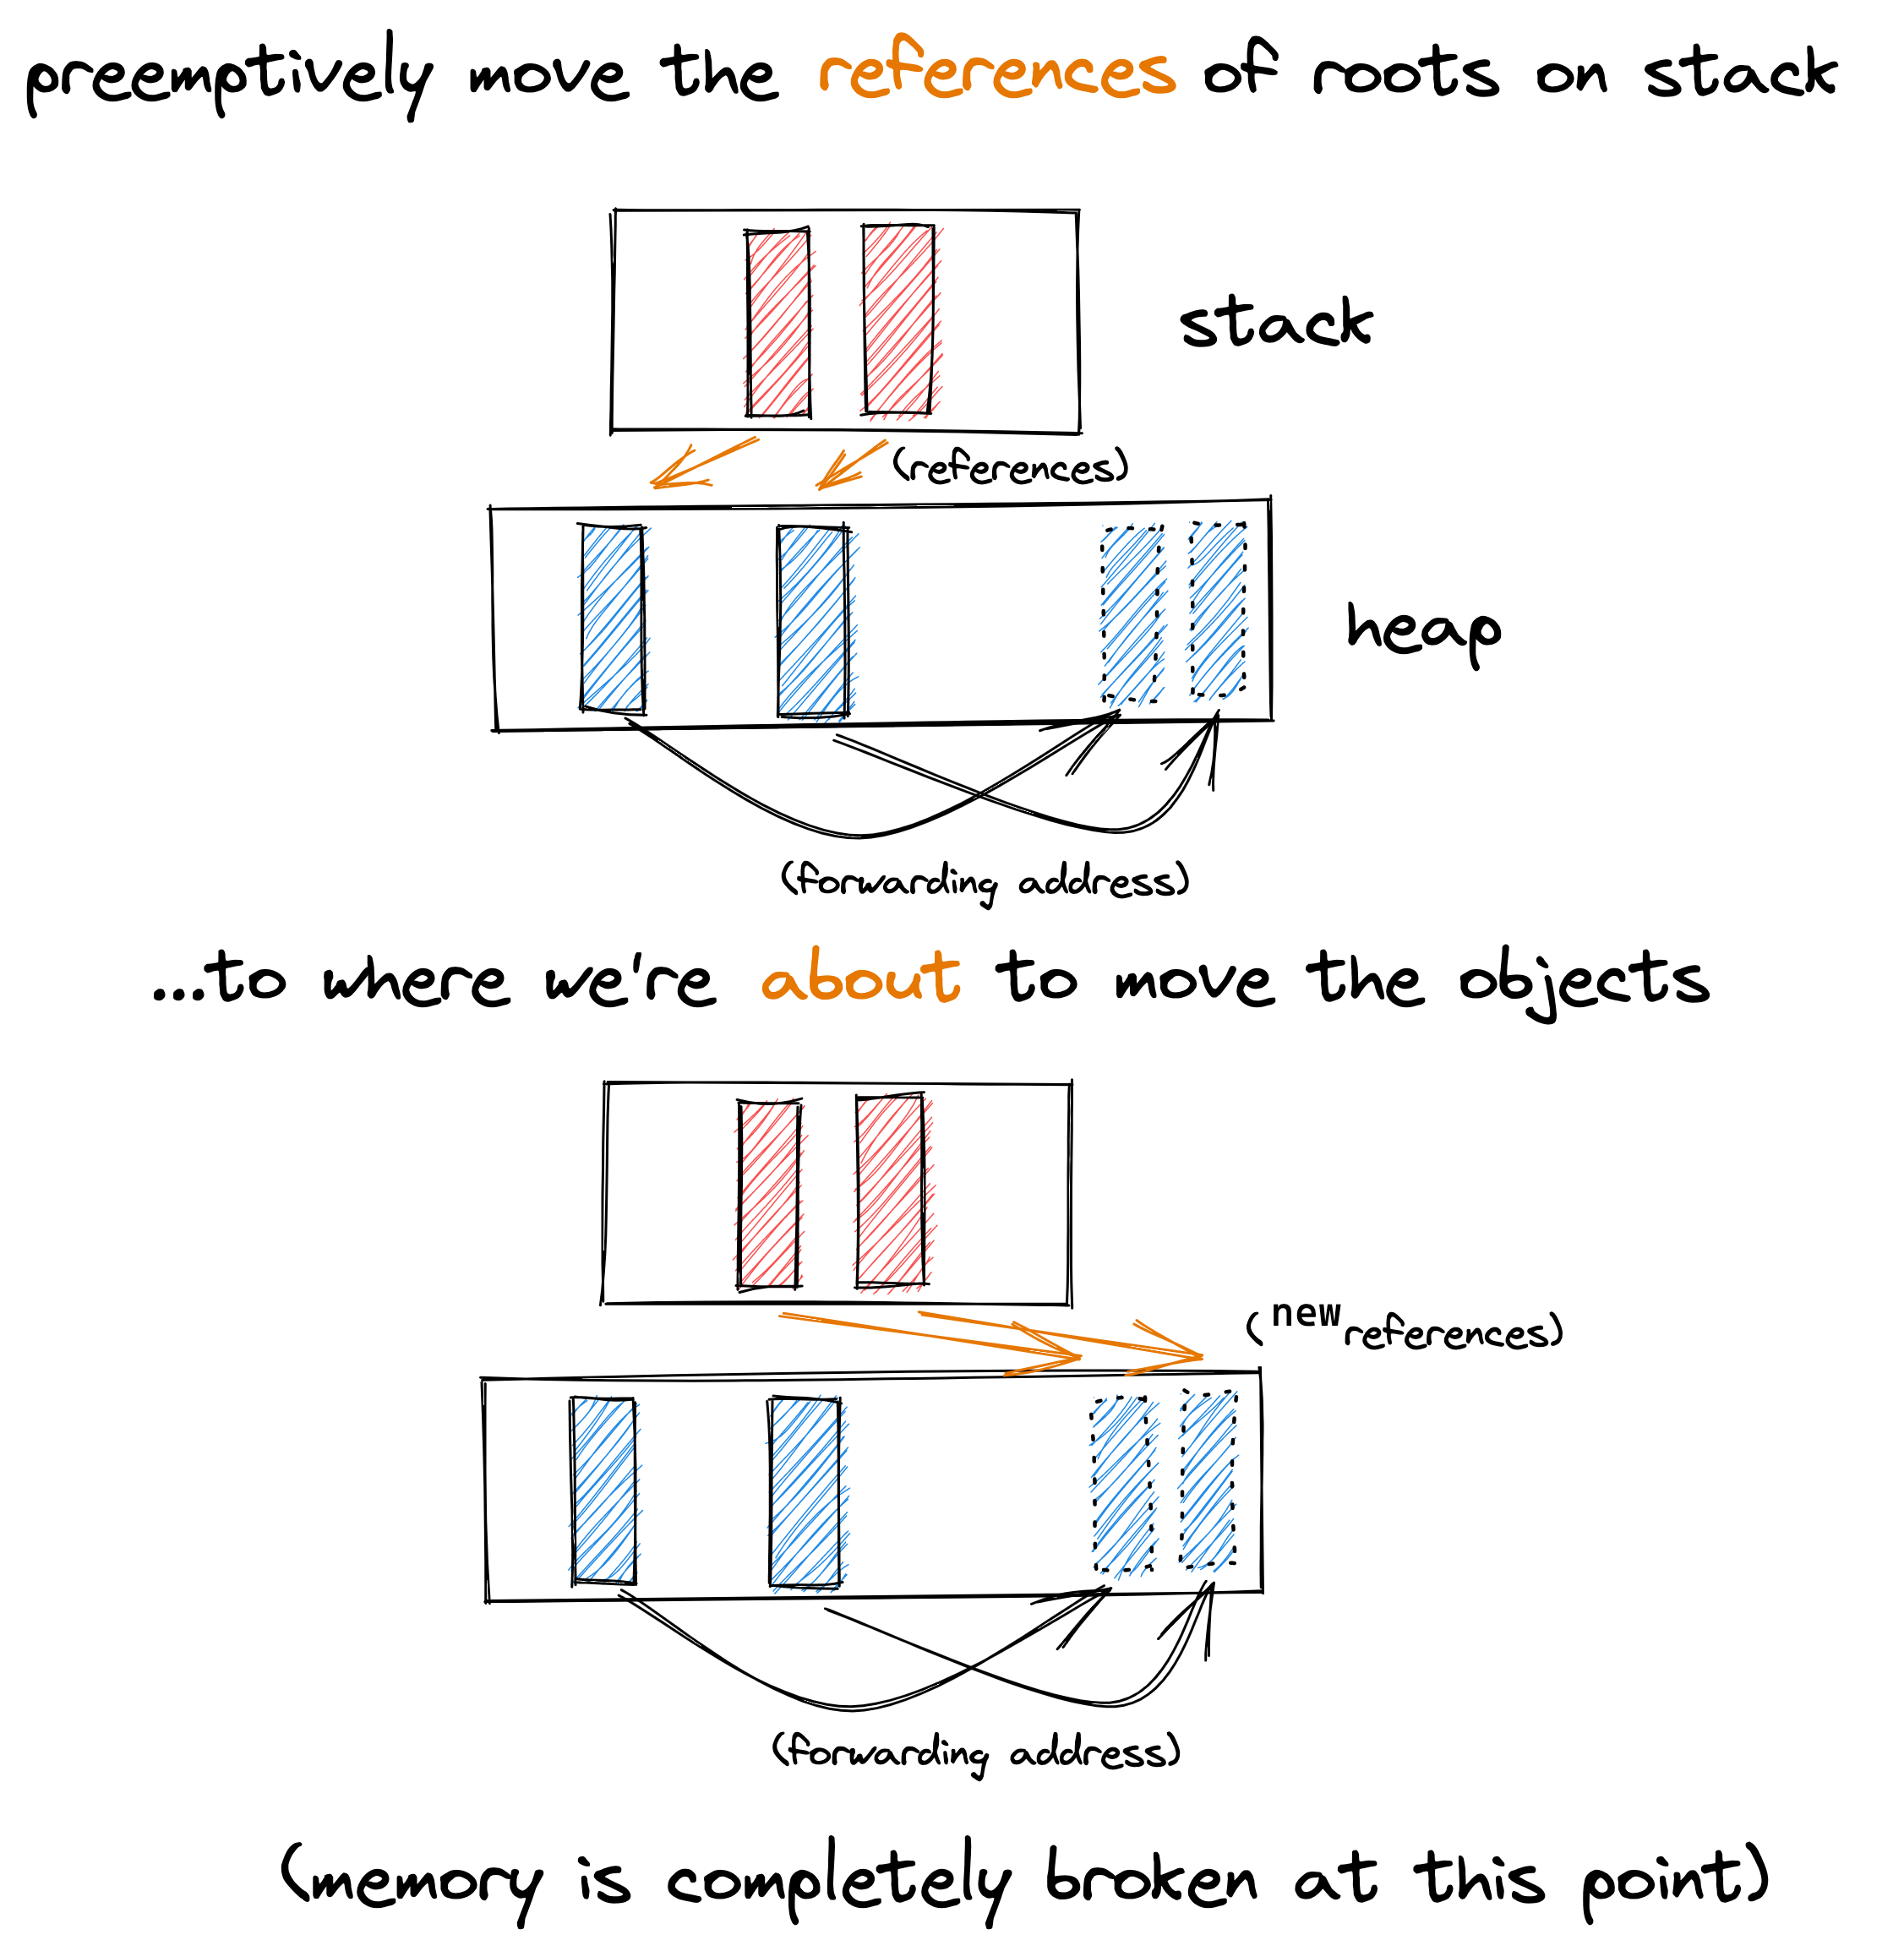 preemptively move the references of roots on stack
stack
(references)
heap
(forwarding address)
...to where we're about to move the objects
(new references)
(forwarding address)
(memory is completely broken at this point)